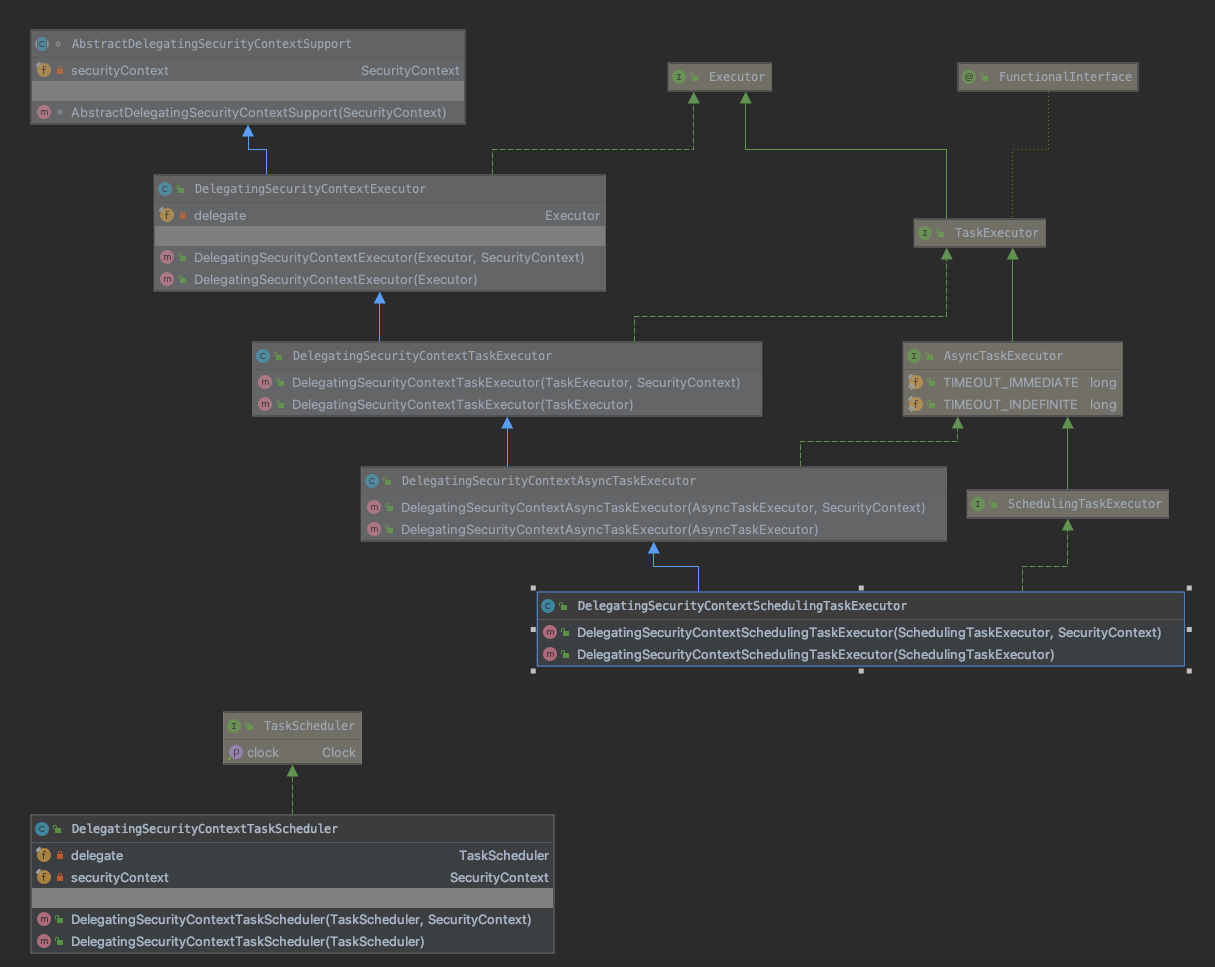 AbstractDelegatingSecurityContextSupport
securityContext SecurityContext
AbstractDelegatingSecurityContextSupport(SecurityContext)
Executor
FunctionalInterface
DelegatingSecurityContextExecutor
delegate Executor
DelegatingSecurityContextExecutor(Executor, SecurityContext)
DelegatingSecurityContextExecutor(Executor)
TaskExecutor
DelegatingSecurityContextTaskExecutor
DelegatingSecurityContextTaskExecutor(TaskExecutor, SecurityContext)
DelegatingSecurityContextTaskExecutor(TaskExecutor)
AsyncTaskExecutor
TIMEOUT_IMMEDIATE long
TIMEOUT_INDEFINITE long
DelegatingSecurityContextAsyncTaskExecutor
DelegatingSecurityContextAsyncTaskExecutor(AsyncTaskExecutor, SecurityContext)
DelegatingSecurityContextAsyncTaskExecutor(AsyncTaskExecutor)
SchedulingTaskExecutor
DelegatingSecurityContextSchedulingTaskExecutor
DelegatingSecurityContextSchedulingTaskExecutor(SchedulingTaskExecutor, SecurityContext)
DelegatingSecurityContextSchedulingTaskExecutor(SchedulingTaskExecutor)
TaskScheduler
clock Clock
DelegatingSecurityContextTaskScheduler
delegate TaskScheduler
securityContext SecurityContext
DelegatingSecurityContextTaskScheduler(TaskScheduler, SecurityContext)
DelegatingSecurityContextTaskScheduler(TaskScheduler)